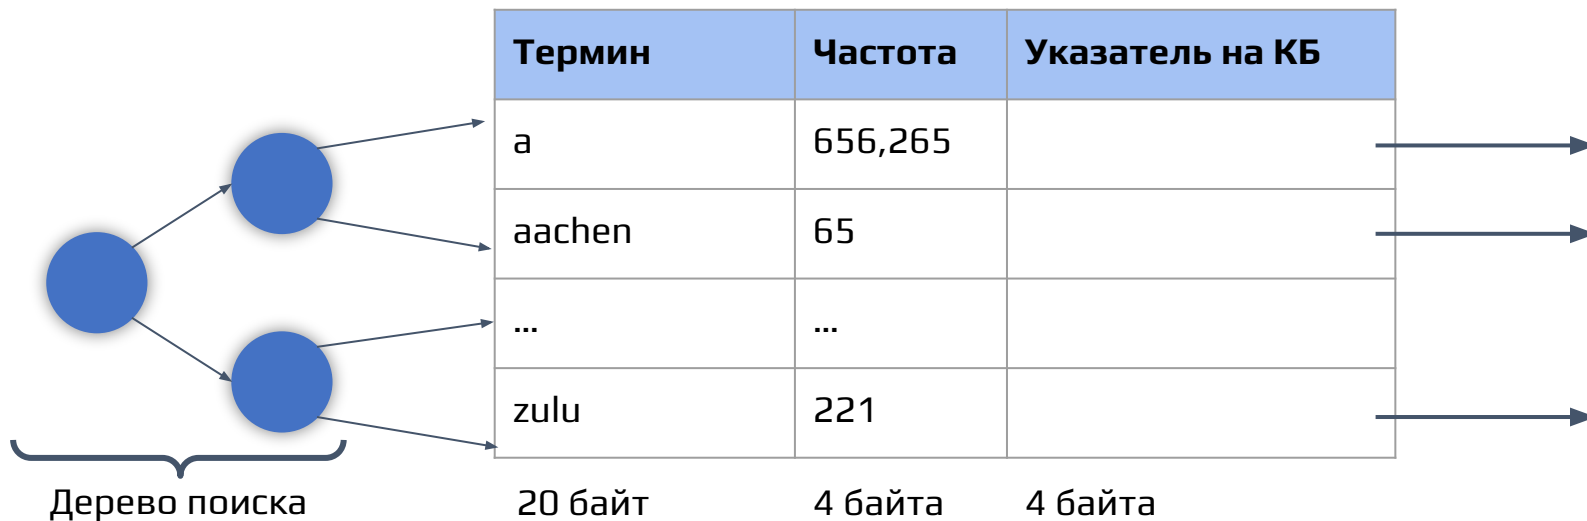 Термин Частота Указатель на КБ
a 656,265
aachen 65
... ...
zulu 221
Дерево поиска 20 байт 4 байта 4 байта